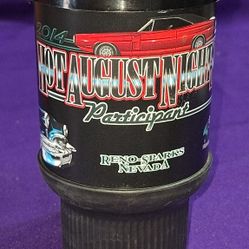 2014
HOT AUGUST NIGHTS
Participant
RENO-SPARKS
NEVADA